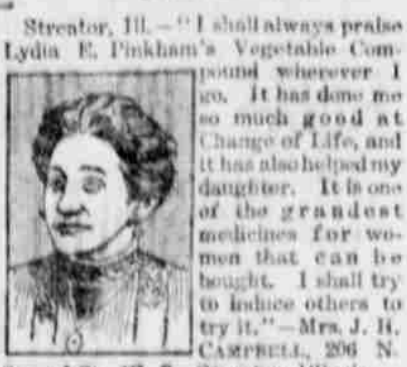 Streator, Ill.—"I shall always praise
Lydia E. Pinkham's Vegetable Com-
pound wherever I
go. It has done me
so much good at
Change of Life, and
it has also helped my
daughter. It is one
of the grandest
medicines for wo-
men that can be
bought. I shall try
to induce others to
try it."—Mrs. J. H.
CAMPBELL, 206 N.